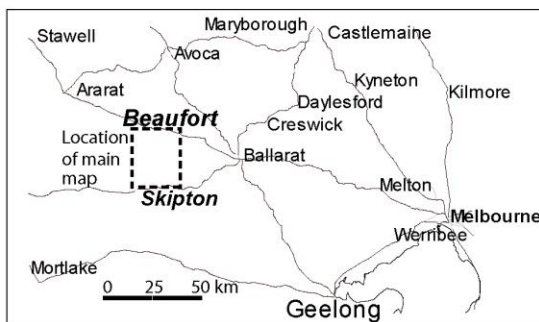 Maryborough
Castlemaine
Stawell
Avoca
Kyneton
Kilmore
Ararat
Daylesford
Beaufort
Creswick
Location
of main
map
Ballarat
Melton
Skipton
Melbourne
Werribee
Mortlake
0 25 50 km
Geelong